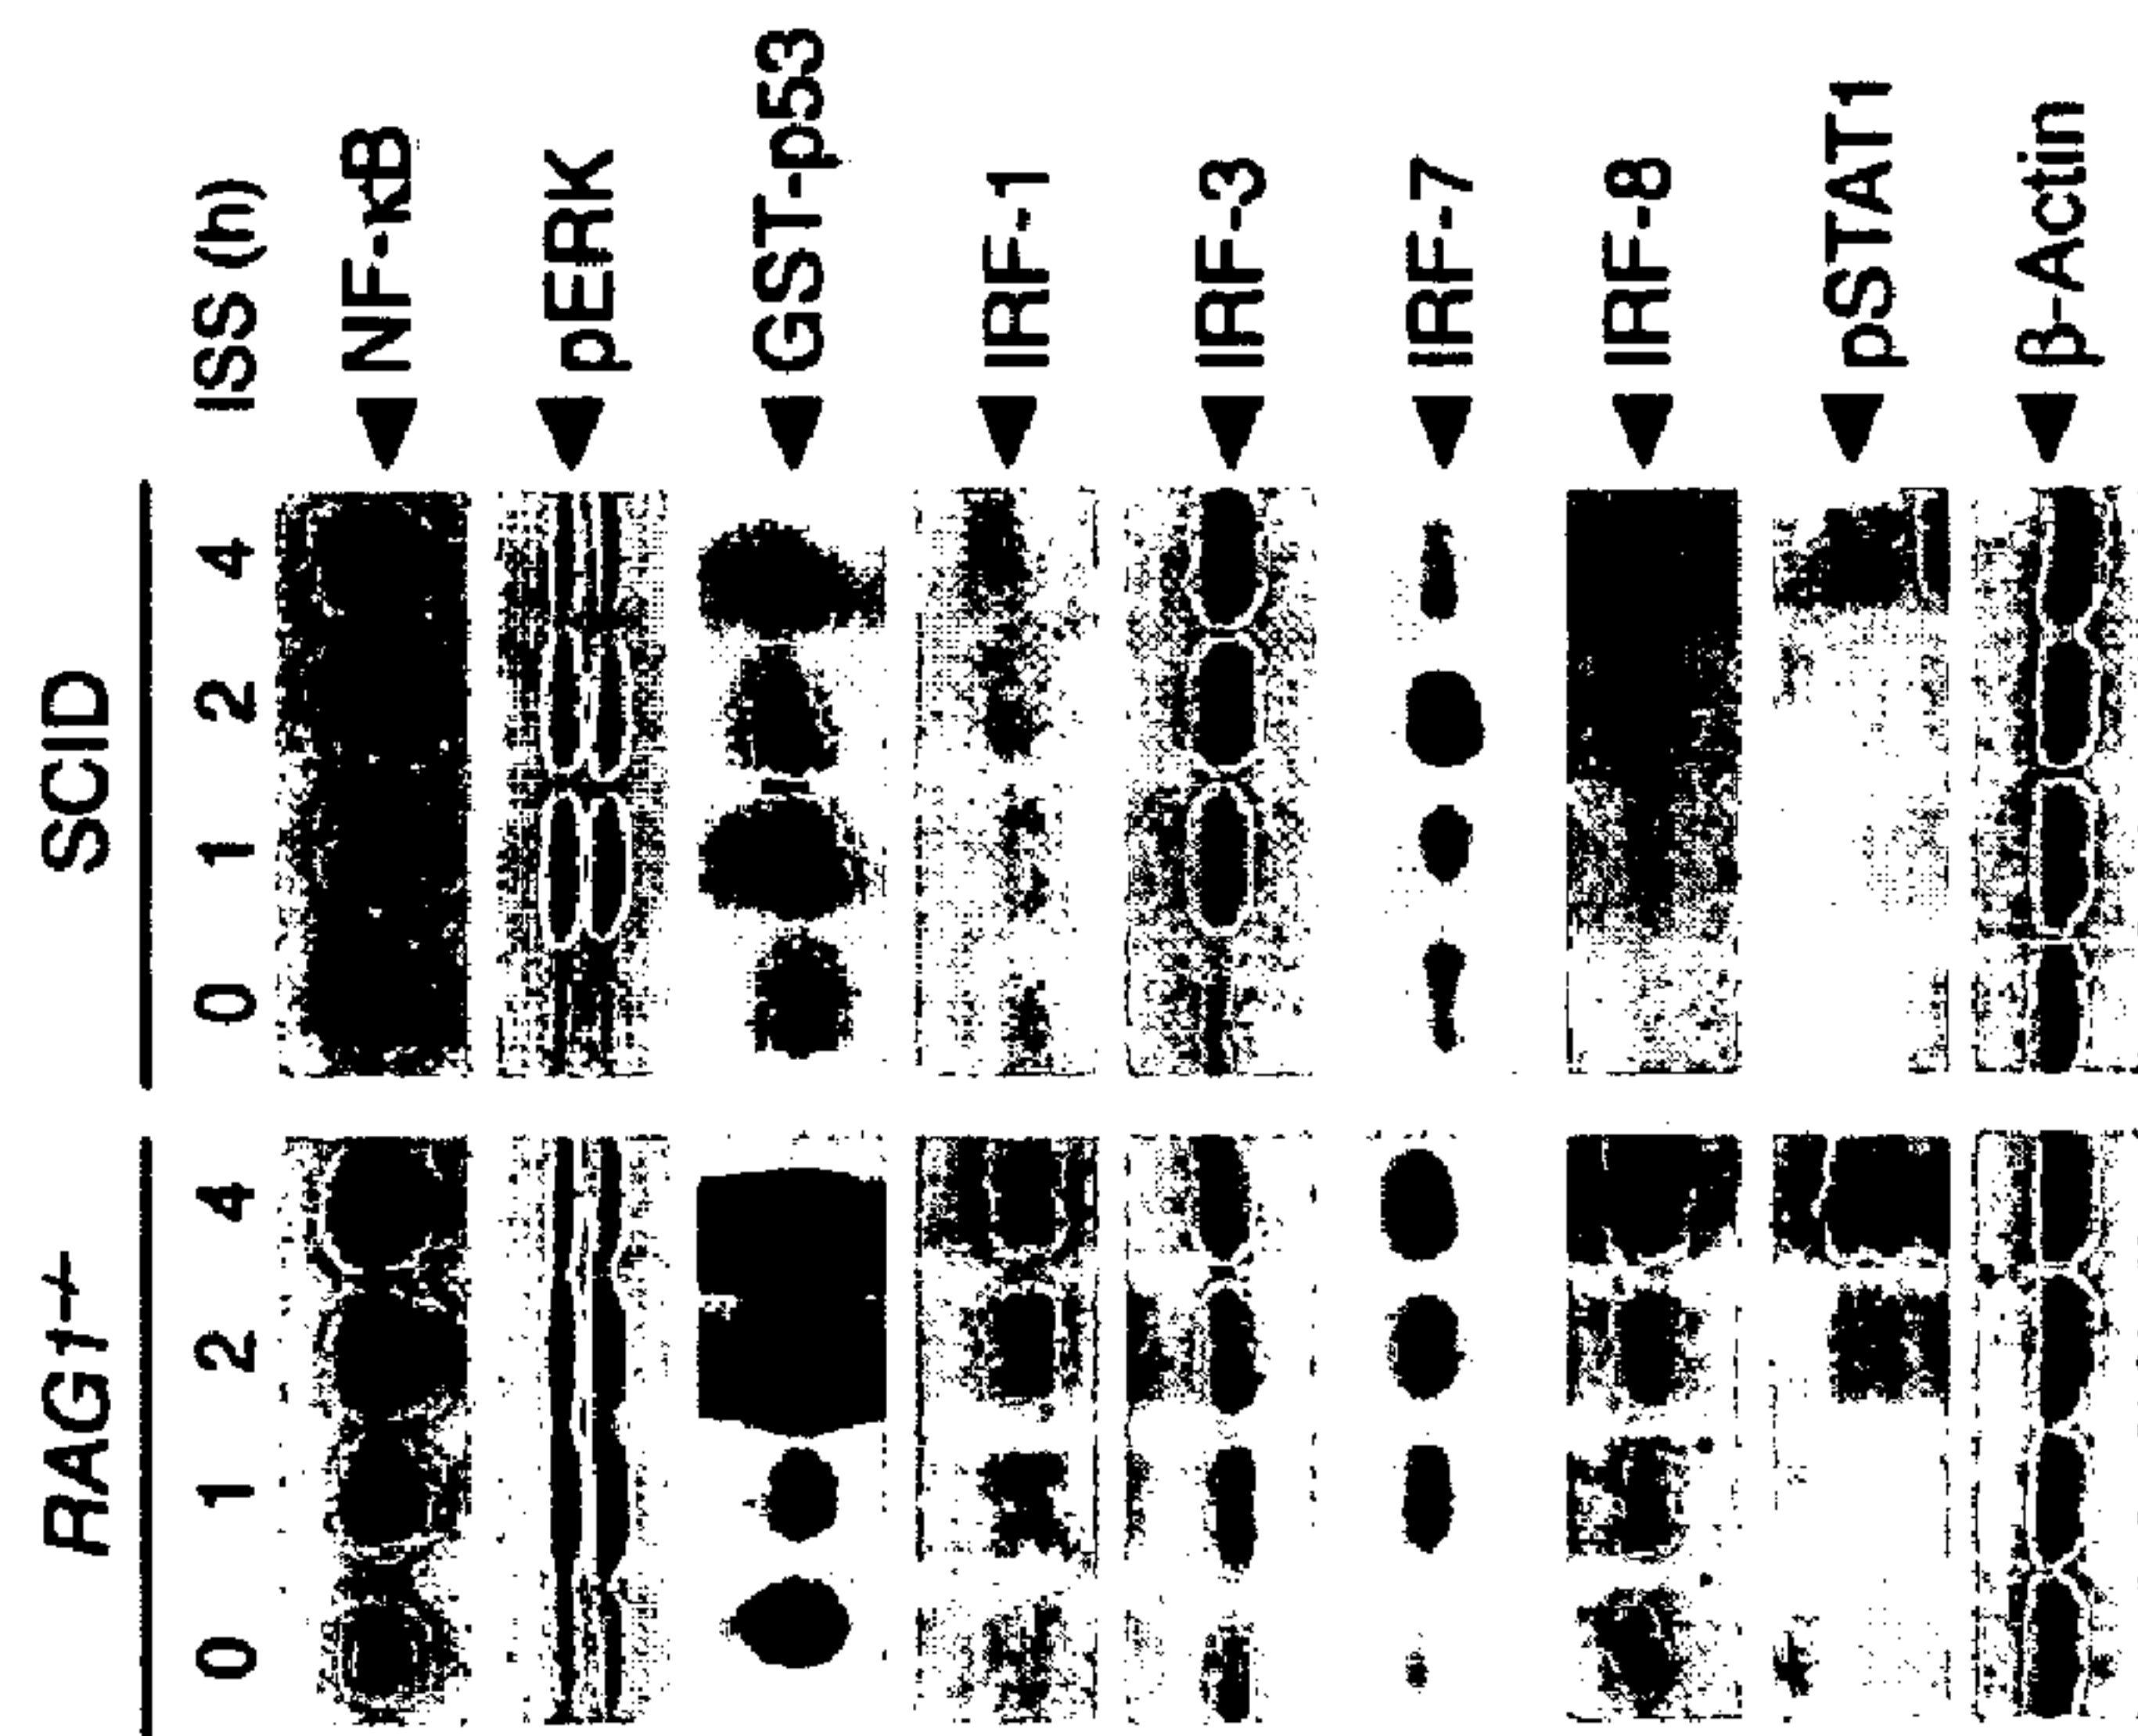 RAG1-/- SCID
0 1 2 4 0 1 2 4 ISS (h)
NF-κB
pERK
GST-p53
IRF-1
IRF-3
IRF-7
IRF-8
pSTAT1
β-Actin